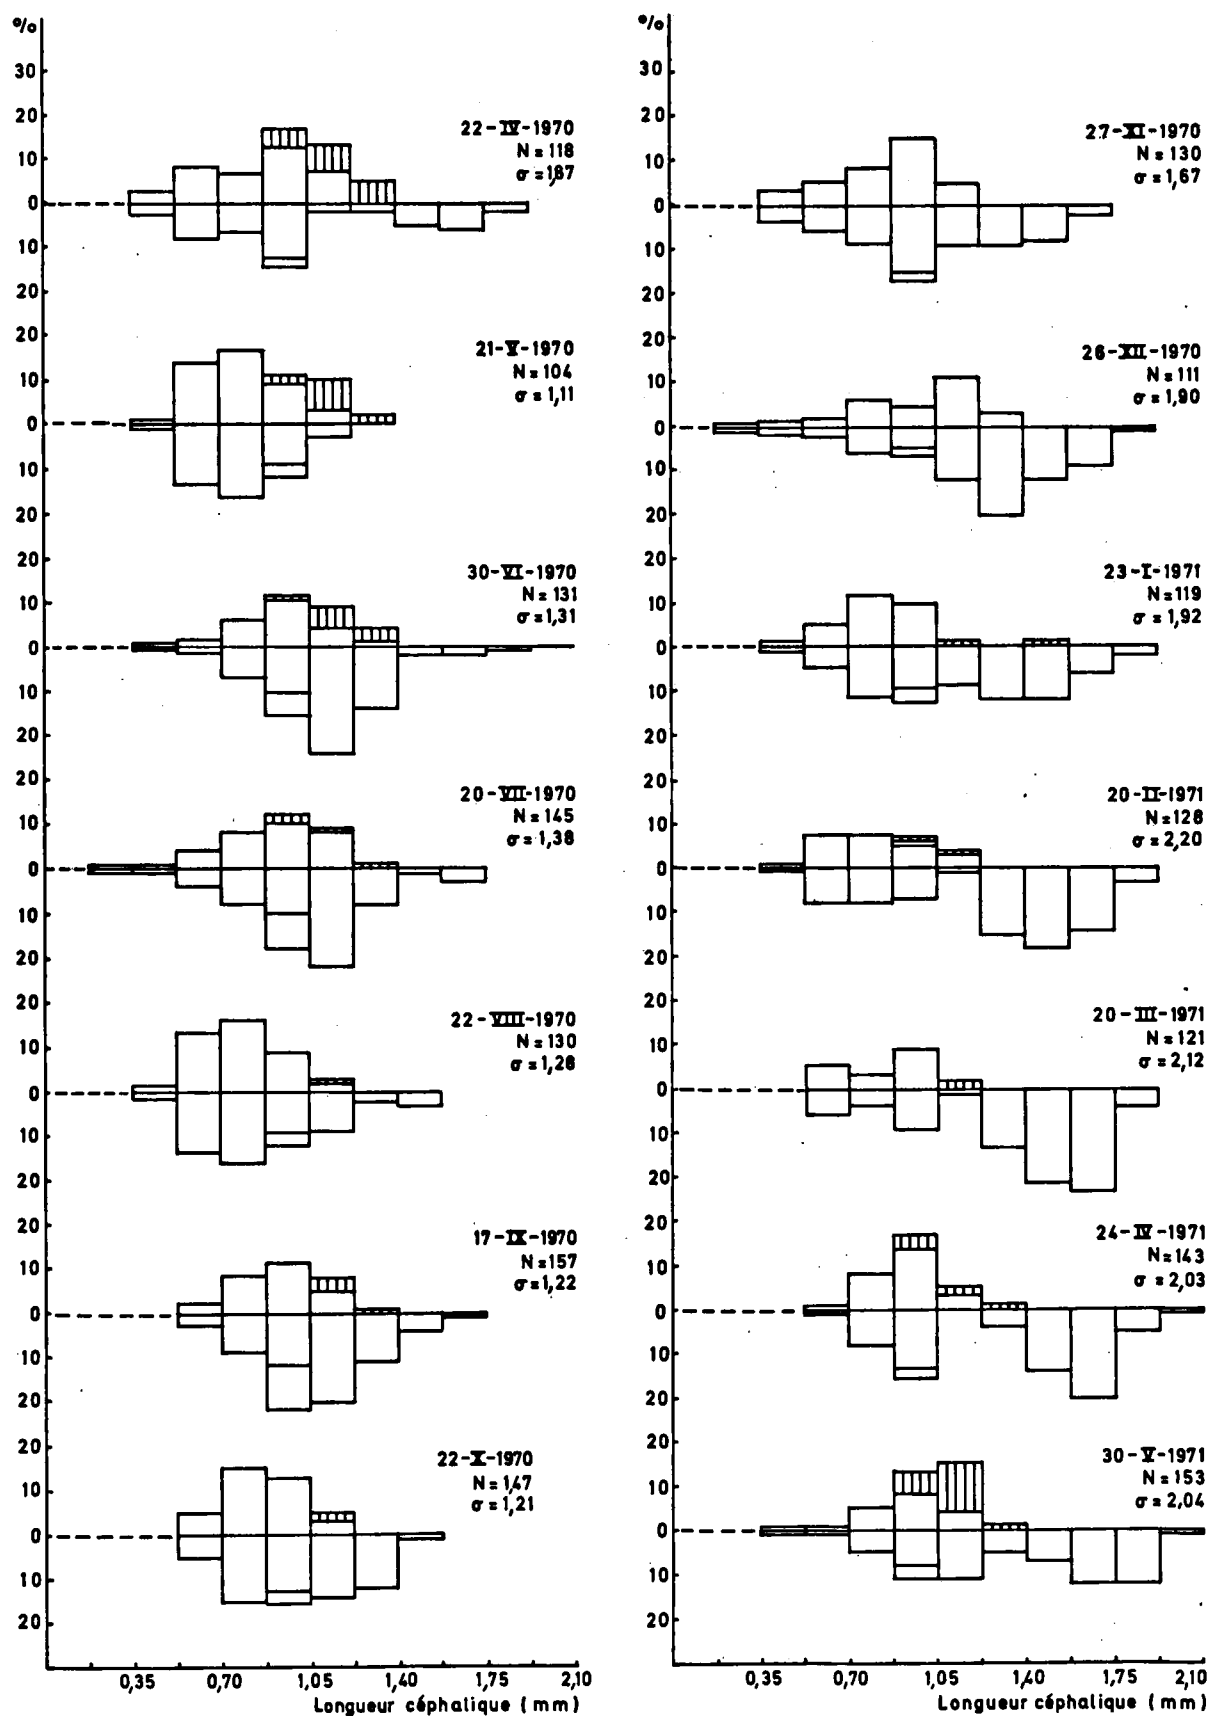 %
30
20
10
0
10
20
22-IV-1970
N=118
σ=1,87
20
10
0
10
20
21-V-1970
N=104
σ=1,11
20
10
0
10
20
30-VI-1970
N=131
σ=1,31
20
10
0
10
20
20-VII-1970
N=145
σ=1,38
20
10
0
10
20
22-VIII-1970
N=130
σ=1,28
20
10
0
10
20
17-IX-1970
N=157
σ=1,22
20
10
0
10
20
22-X-1970
N=1,47
σ=1,21
0,35 0,70 1,05 1,40 1,75 2,10
Longueur céphalique (mm)
%
30
20
10
0
10
20
27-XI-1970
N=130
σ=1,67
20
10
0
10
20
26-XII-1970
N=111
σ=1,90
20
10
0
10
20
23-I-1971
N=119
σ=1,92
20
10
0
10
20
20-II-1971
N=128
σ=2,20
20
10
0
10
20
20-III-1971
N=121
σ=2,12
20
10
0
10
20
24-IV-1971
N=143
σ=2,03
20
10
0
10
20
30-V-1971
N=153
σ=2,04
0,35 0,70 1,05 1,40 1,75 2,10
Longueur céphalique (mm)